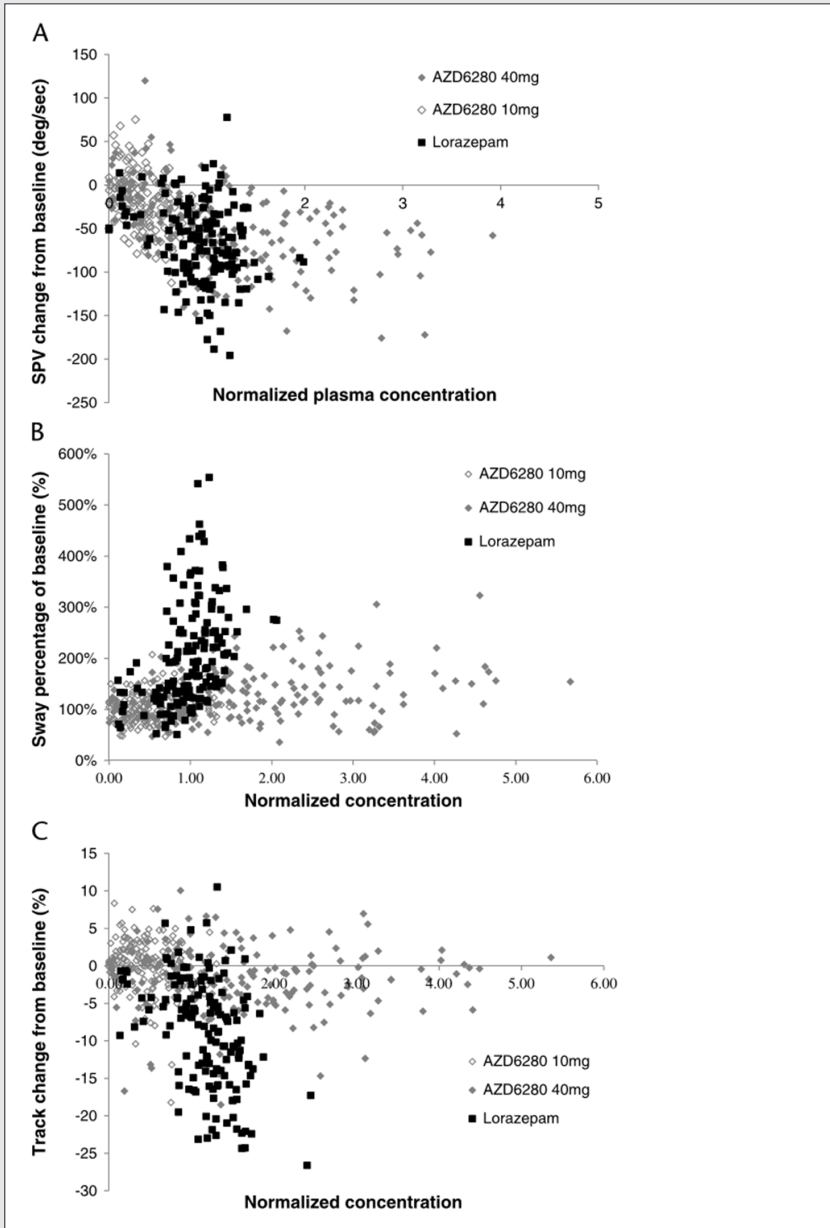 A
150
100
50
0
-50
-100
-150
-200
-250
0
2
3
4
5
SPV change from baseline (deg/sec)
AZD6280 40mg
AZD6280 10mg
Lorazepam
Normalized plasma concentration
B
600%
500%
400%
300%
200%
100%
0%
0.00
1.00
2.00
3.00
4.00
5.00
6.00
Sway percentage of baseline (%)
AZD6280 10mg
AZD6280 40mg
Lorazepam
Normalized concentration
C
15
10
5
0
-5
-10
-15
-20
-25
-30
2.00
3.00
4.00
5.00
6.00
Track change from baseline (%)
AZD6280 10mg
AZD6280 40mg
Lorazepam
Normalized concentration